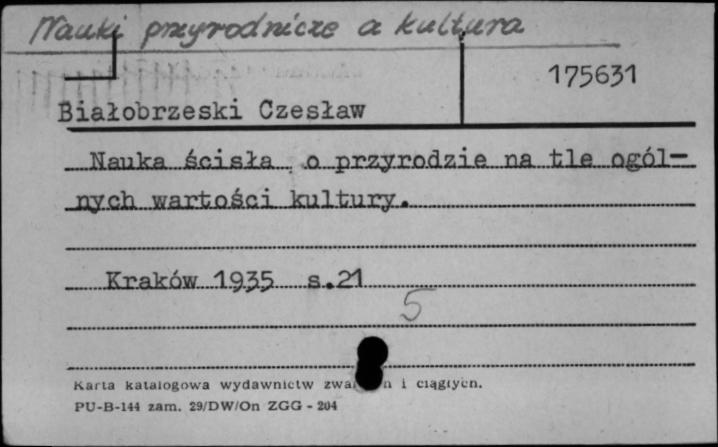 Nauki przyrodnicze a kultura
175631
Białobrzeski Czesław
Nauka ścisła o przyrodzie na tle ogól-
nych wartości kultury.
Kraków 1935 s.21
5
Karta katalogowa wydawnictw i ciągłych.
PU-B-144 zam. 29/DW/On ZGG - 204